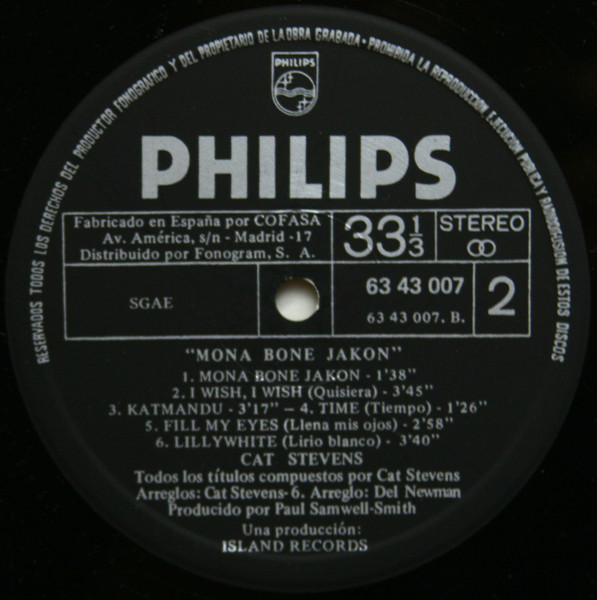 RESERVADOS TODOS LOS DERECHOS DEL PRODUCTOR FONOGRAFICO Y DEL PROPIETARIO DE LA OBRA GRABADA · PROHIBIDA LA REPRODUCCION EJECUCION PUBLICA Y RADIODIFUSION DE ESTOS DISCOS
PHILIPS
PHILIPS
Fabricado en España por COFASA
Av. América, s/n - Madrid -17
Distribuido por Fonogram, S. A.
33 1/3
STEREO
SGAE
63 43 007
63 43 007. B.
2
"MONA BONE JAKON"
1. MONA BONE JAKON - 1'38"
2. I WISH, I WISH (Quisiera) - 3'45"
3. KATMANDU - 3'17" – 4. TIME (Tiempo) - 1'26"
5. FILL MY EYES (Llena mis ojos) - 2'58"
6. LILLYWHITE (Lirio blanco) - 3'40"
CAT STEVENS
Todos los títulos compuestos por Cat Stevens
Arreglos: Cat Stevens- 6. Arreglo: Del Newman
Producido por Paul Samwell-Smith
Una producción:
ISLAND RECORDS